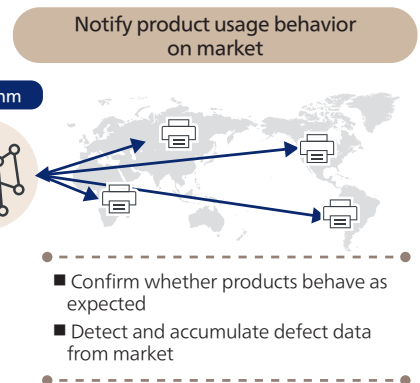 Notify product usage behavior
on market
■ Confirm whether products behave as
expected
■ Detect and accumulate defect data
from market